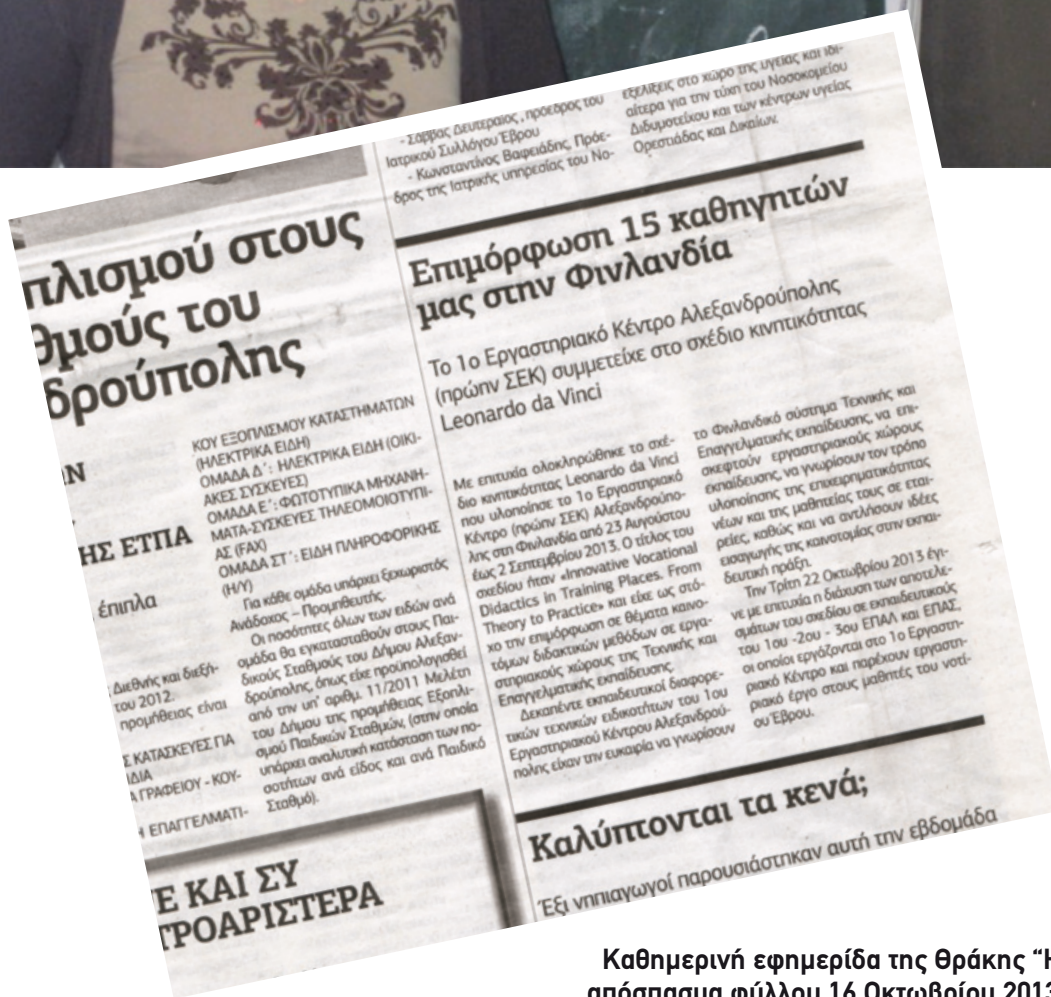 - Σάββας Δευτεραίος, πρόεδρος του
Ιατρικού Συλλόγου Έβρου
- Κωνσταντίνος Βαφειάδης, Πρόε-
δρος της Ιατρικής υπηρεσίας του Νο-
εξελίξεις στο χώρο της υγείας και ιδι-
αίτερα για την τύχη του Νοσοκομείου
Διδυμοτείχου και των κέντρων υγείας
Ορεστιάδας και Δικαίων.
πλισμού στους
θμούς του
δρούπολης
ΗΣ ΕΤΠΑ
έπιπλα
Διεθνής και διεξή-
του 2012.
προμήθειας είναι
Σ ΚΑΤΑΣΚΕΥΕΣ ΓΙΑ
ΙΔΙΑ
Α ΓΡΑΦΕΙΟΥ - ΚΟΥ-
Η ΕΠΑΓΓΕΛΜΑΤΙ-
ΚΟΥ ΕΞΟΠΛΙΣΜΟΥ ΚΑΤΑΣΤΗΜΑΤΩΝ
(ΗΛΕΚΤΡΙΚΑ ΕΙΔΗ)
ΟΜΑΔΑ Δ΄: ΗΛΕΚΤΡΙΚΑ ΕΙΔΗ (ΟΙΚΙ-
ΑΚΕΣ ΣΥΣΚΕΥΕΣ)
ΟΜΑΔΑ Ε΄: ΦΩΤΟΤΥΠΙΚΑ ΜΗΧΑΝΗ-
ΜΑΤΑ-ΣΥΣΚΕΥΕΣ ΤΗΛΕΟΜΟΙΟΤΥΠΙ-
ΑΣ (FAX)
ΟΜΑΔΑ ΣΤ΄: ΕΙΔΗ ΠΛΗΡΟΦΟΡΙΚΗΣ
(Η/Υ)
Για κάθε ομάδα υπάρχει ξεχωριστός
Ανάδοχος – Προμηθευτής.
Οι ποσότητες όλων των ειδών ανά
ομάδα θα εγκατασταθούν στους Παι-
δικούς Σταθμούς του Δήμου Αλεξαν-
δρούπολης, όπως είχε προϋπολογισθεί
από την υπ' αριθμ. 11/2011 Μελέτη
του Δήμου της προμήθειας Εξοπλι-
σμού Παιδικών Σταθμών, (στην οποία
υπάρχει αναλυτική κατάσταση των πο-
σοτήτων ανά είδος και ανά Παιδικό
Σταθμό).
Ε ΚΑΙ ΣΥ
ΤΡΟΑΡΙΣΤΕΡΑ
Επιμόρφωση 15 καθηγητών
μας στην Φινλανδία
Το 1ο Εργαστηριακό Κέντρο Αλεξανδρούπολης
(πρώην ΣΕΚ) συμμετείχε στο σχέδιο κινητικότητας
Leonardo da Vinci
Με επιτυχία ολοκληρώθηκε το σχέ-
διο κινητικότητας Leonardo da Vinci
που υλοποίησε το 1ο Εργαστηριακό
Κέντρο (πρώην ΣΕΚ) Αλεξανδρούπο-
λης στη Φινλανδία από 23 Αυγούστου
έως 2 Σεπτεμβρίου 2013. Ο τίτλος του
σχεδίου ήταν «Innovative Vocational
Didactics in Training Places. From
Theory to Practice» και είχε ως στό-
χο την επιμόρφωση σε θέματα καινο-
τόμων διδακτικών μεθόδων σε εργα-
στηριακούς χώρους της Τεχνικής και
Επαγγελματικής εκπαίδευσης.
Δεκαπέντε εκπαιδευτικοί διαφορε-
τικών τεχνικών ειδικοτήτων του 1ου
Εργαστηριακού Κέντρου Αλεξανδρού-
πολης είχαν την ευκαιρία να γνωρίσουν
το Φινλανδικό σύστημα Τεχνικής και
Επαγγελματικής εκπαίδευσης, να επι-
σκεφτούν εργαστηριακούς χώρους
εκπαίδευσης, να γνωρίσουν τον τρόπο
υλοποίησης της επιχειρηματικότητας
νέων και της μαθητείας τους σε εται-
ρείες, καθώς και να αντλήσουν ιδέες
εισαγωγής της καινοτομίας στην εκπαι-
δευτική πράξη.
Την Τρίτη 22 Οκτωβρίου 2013 έγι-
νε με επιτυχία η διάχυση των αποτελε-
σμάτων του σχεδίου σε εκπαιδευτικούς
του 1ου -2ου - 3ου ΕΠΑΛ και ΕΠΑΣ,
οι οποίοι εργάζονται στο 1ο Εργαστη-
ριακό Κέντρο και παρέχουν εργαστη-
ριακό έργο στους μαθητές του νοτί-
ου Έβρου.
Καλύπτονται τα κενά;
Έξι νηπιαγωγοί παρουσιάστηκαν αυτή την εβδομάδα
Καθημερινή εφημερίδα της Θράκης “Η
απόσπασμα φύλλου 16 Οκτωβρίου 2013